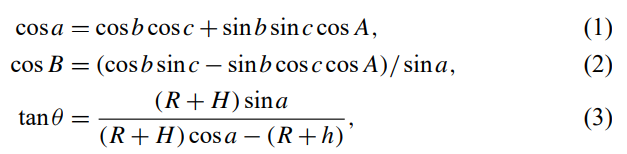 cos a = cos b cos c + sin b sin c cos A, (1)
cos B = (cos b sin c − sin b cos c cos A)/ sin a, (2)
tan θ = (R + H) sin a / (R + H) cos a − (R + h), (3)